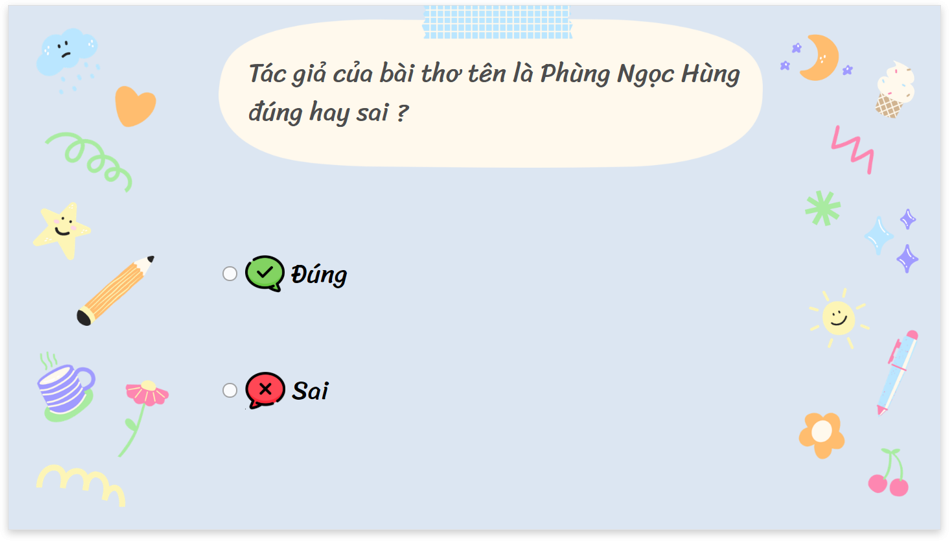 Tác giả của bài thơ tên là Phùng Ngọc Hùng
đúng hay sai ?
Đúng
Sai